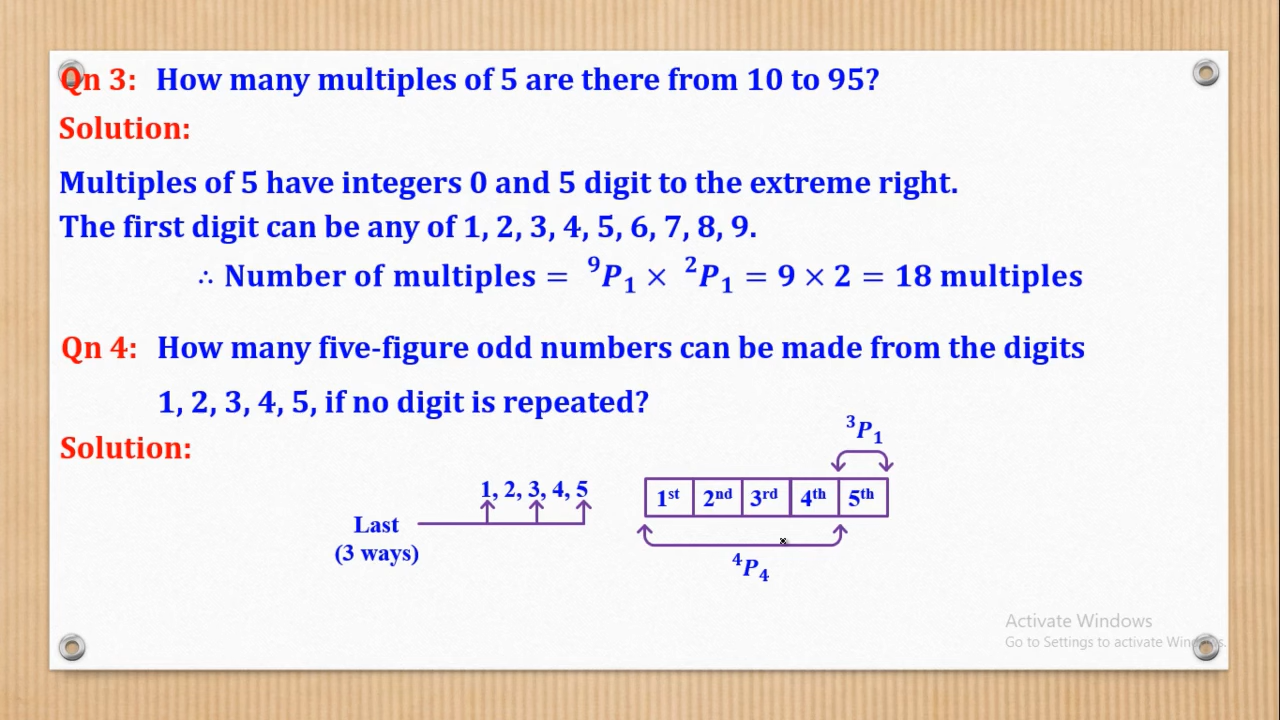 Qn 3: How many multiples of 5 are there from 10 to 95?
Solution:
Multiples of 5 have integers 0 and 5 digit to the extreme right.
The first digit can be any of 1, 2, 3, 4, 5, 6, 7, 8, 9.
∴ Number of multiples = ⁹P₁ × ²P₁ = 9 × 2 = 18 multiples
Qn 4: How many five-figure odd numbers can be made from the digits
1, 2, 3, 4, 5, if no digit is repeated?
Solution:
³P₁
1, 2, 3, 4, 5
1st 2nd 3rd 4th 5th
Last
(3 ways)
⁴P₄
Activate Windows
Go to Settings to activate Windows.